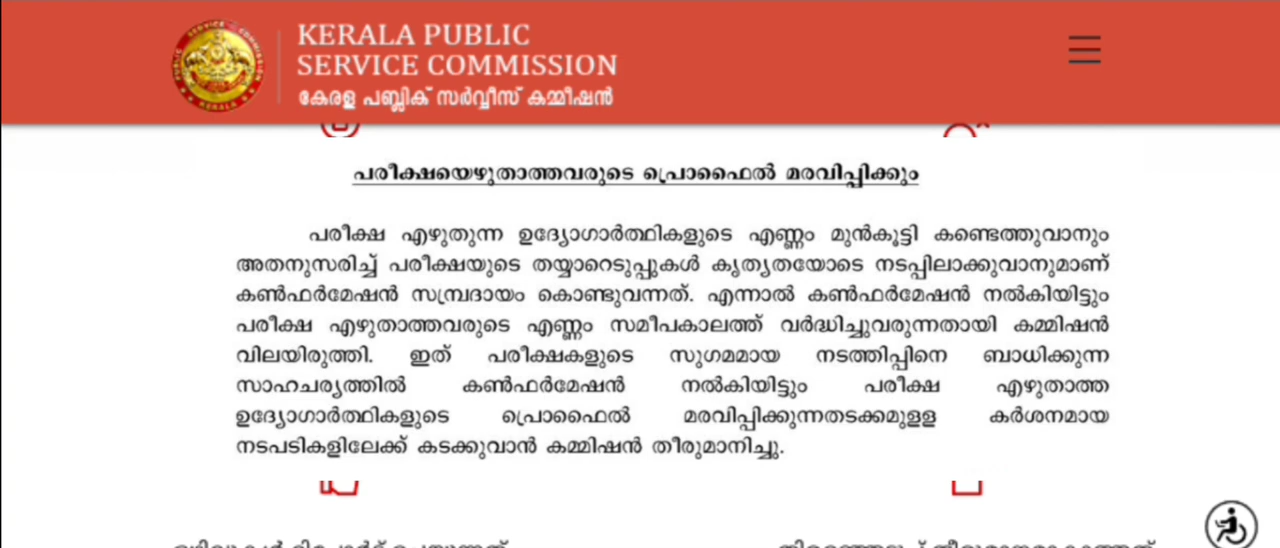 KERALA PUBLIC
SERVICE COMMISSION
കേരള പബ്ലിക് സർവ്വീസ് കമ്മീഷൻ
പരീക്ഷയെഴുതാത്തവരുടെ പ്രൊഫൈൽ മരവിപ്പിക്കും
പരീക്ഷ എഴുതുന്ന ഉദ്യോഗാർത്ഥികളുടെ എണ്ണം മുൻകൂട്ടി കണ്ടെത്തുവാനും
അതനുസരിച്ച് പരീക്ഷയുടെ തയ്യാറെടുപ്പുകൾ കൃത്യതയോടെ നടപ്പിലാക്കുവാനുമാണ്
കൺഫർമേഷൻ സമ്പ്രദായം കൊണ്ടുവന്നത്. എന്നാൽ കൺഫർമേഷൻ നൽകിയിട്ടും
പരീക്ഷ എഴുതാത്തവരുടെ എണ്ണം സമീപകാലത്ത് വർദ്ധിച്ചുവരുന്നതായി കമ്മിഷൻ
വിലയിരുത്തി. ഇത് പരീക്ഷകളുടെ സുഗമമായ നടത്തിപ്പിനെ ബാധിക്കുന്ന
സാഹചര്യത്തിൽ കൺഫർമേഷൻ നൽകിയിട്ടും പരീക്ഷ എഴുതാത്ത
ഉദ്യോഗാർത്ഥികളുടെ പ്രൊഫൈൽ മരവിപ്പിക്കുന്നതടക്കമുളള കർശനമായ
നടപടികളിലേക്ക് കടക്കുവാൻ കമ്മിഷൻ തീരുമാനിച്ചു.